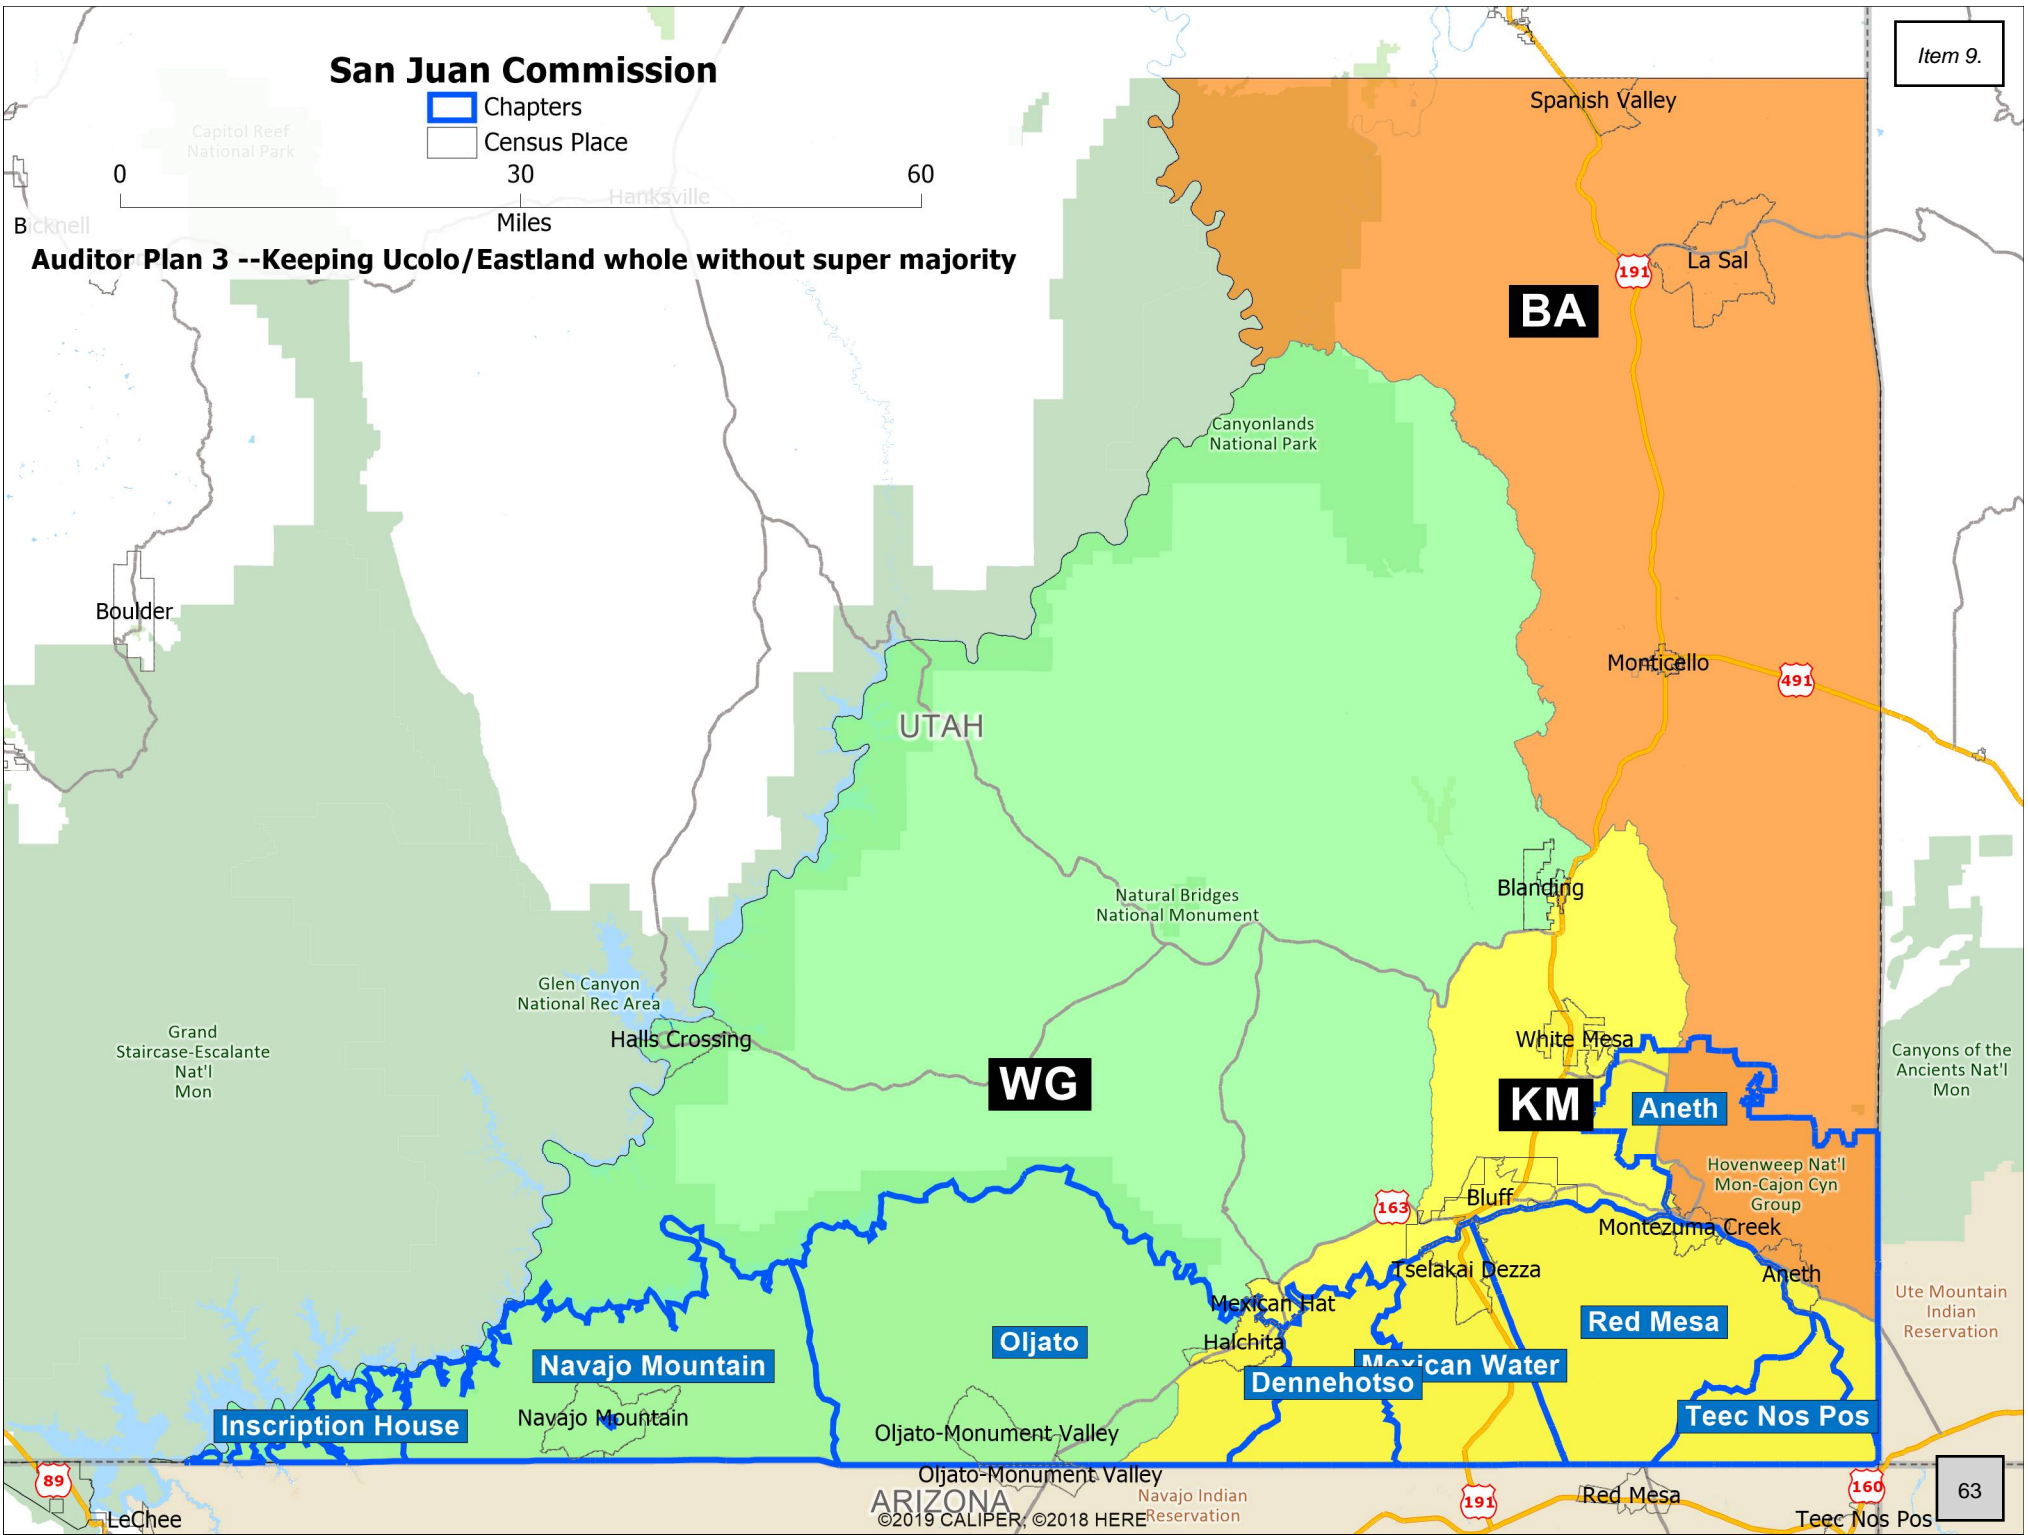 Item 9.
San Juan Commission
Chapters
Census Place
0 30 60
Miles
Auditor Plan 3 --Keeping Ucolo/Eastland whole without super majority
Capitol Reef
National Park
Hanksville
Bicknell
Spanish Valley
191
La Sal
BA
Canyonlands
National Park
Boulder
Monticello
491
UTAH
Blanding
Natural Bridges
National Monument
Glen Canyon
National Rec Area
Halls Crossing
Grand
Staircase-Escalante
Nat'l
Mon
White Mesa
Canyons of the
Ancients Nat'l
Mon
WG
KM
Aneth
Hovenweep Nat'l
Mon-Cajon Cyn
Group
163
Bluff
Montezuma Creek
Tselakai Dezza
Aneth
Mexican Hat
Halchita
Red Mesa
Ute Mountain
Indian
Reservation
Oljato
Navajo Mountain
Mexican Water
Dennehotso
Inscription House
Navajo Mountain
Oljato-Monument Valley
Teec Nos Pos
Oljato-Monument Valley
89
ARIZONA
Navajo Indian
Reservation
191
Red Mesa
160
63
LeChee
©2019 CALIPER; ©2018 HERE
Teec Nos Pos